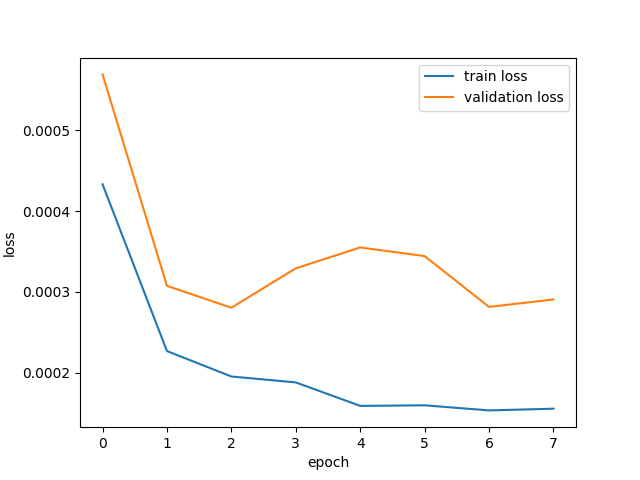 train loss
validation loss
0.0005
0.0004
0.0003
0.0002
loss
0 1 2 3 4 5 6 7
epoch